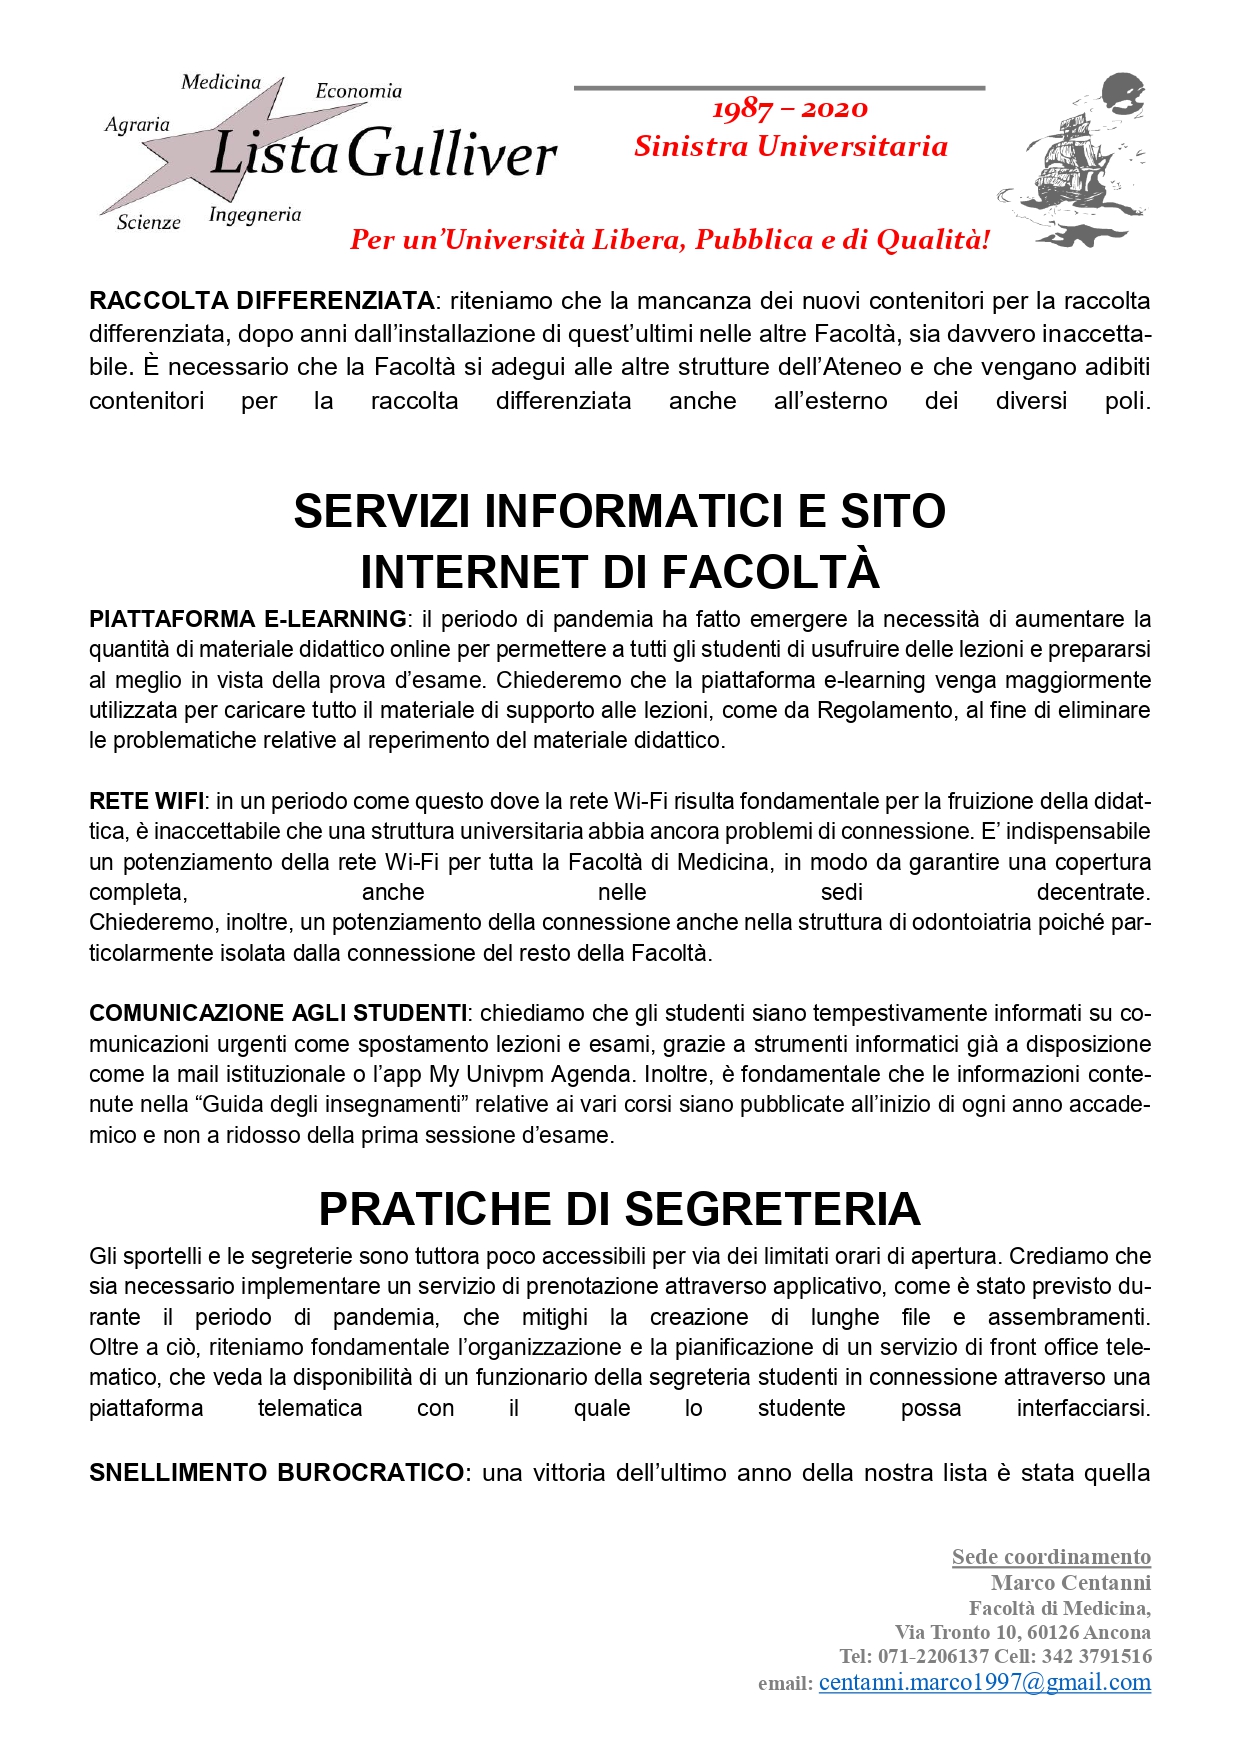 Medicina
Economia
Agraria
Lista Gulliver
Scienze
Ingegneria
1987 – 2020
Sinistra Universitaria
Per un’Università Libera, Pubblica e di Qualità!
RACCOLTA DIFFERENZIATA: riteniamo che la mancanza dei nuovi contenitori per la raccolta
differenziata, dopo anni dall’installazione di quest’ultimi nelle altre Facoltà, sia davvero inaccetta-
bile. È necessario che la Facoltà si adegui alle altre strutture dell’Ateneo e che vengano adibiti
contenitori per la raccolta differenziata anche all’esterno dei diversi poli.
SERVIZI INFORMATICI E SITO
INTERNET DI FACOLTÀ
PIATTAFORMA E-LEARNING: il periodo di pandemia ha fatto emergere la necessità di aumentare la
quantità di materiale didattico online per permettere a tutti gli studenti di usufruire delle lezioni e prepararsi
al meglio in vista della prova d’esame. Chiederemo che la piattaforma e-learning venga maggiormente
utilizzata per caricare tutto il materiale di supporto alle lezioni, come da Regolamento, al fine di eliminare
le problematiche relative al reperimento del materiale didattico.
RETE WIFI: in un periodo come questo dove la rete Wi-Fi risulta fondamentale per la fruizione della didat-
tica, è inaccettabile che una struttura universitaria abbia ancora problemi di connessione. E’ indispensabile
un potenziamento della rete Wi-Fi per tutta la Facoltà di Medicina, in modo da garantire una copertura
completa, anche nelle sedi decentrate.
Chiederemo, inoltre, un potenziamento della connessione anche nella struttura di odontoiatria poiché par-
ticolarmente isolata dalla connessione del resto della Facoltà.
COMUNICAZIONE AGLI STUDENTI: chiediamo che gli studenti siano tempestivamente informati su co-
municazioni urgenti come spostamento lezioni e esami, grazie a strumenti informatici già a disposizione
come la mail istituzionale o l’app My Univpm Agenda. Inoltre, è fondamentale che le informazioni conte-
nute nella “Guida degli insegnamenti” relative ai vari corsi siano pubblicate all’inizio di ogni anno accade-
mico e non a ridosso della prima sessione d’esame.
PRATICHE DI SEGRETERIA
Gli sportelli e le segreterie sono tuttora poco accessibili per via dei limitati orari di apertura. Crediamo che
sia necessario implementare un servizio di prenotazione attraverso applicativo, come è stato previsto du-
rante il periodo di pandemia, che mitighi la creazione di lunghe file e assembramenti.
Oltre a ciò, riteniamo fondamentale l’organizzazione e la pianificazione di un servizio di front office tele-
matico, che veda la disponibilità di un funzionario della segreteria studenti in connessione attraverso una
piattaforma telematica con il quale lo studente possa interfacciarsi.
SNELLIMENTO BUROCRATICO: una vittoria dell’ultimo anno della nostra lista è stata quella
Sede coordinamento
Marco Centanni
Facoltà di Medicina,
Via Tronto 10, 60126 Ancona
Tel: 071-2206137 Cell: 342 3791516
email: centanni.marco1997@gmail.com